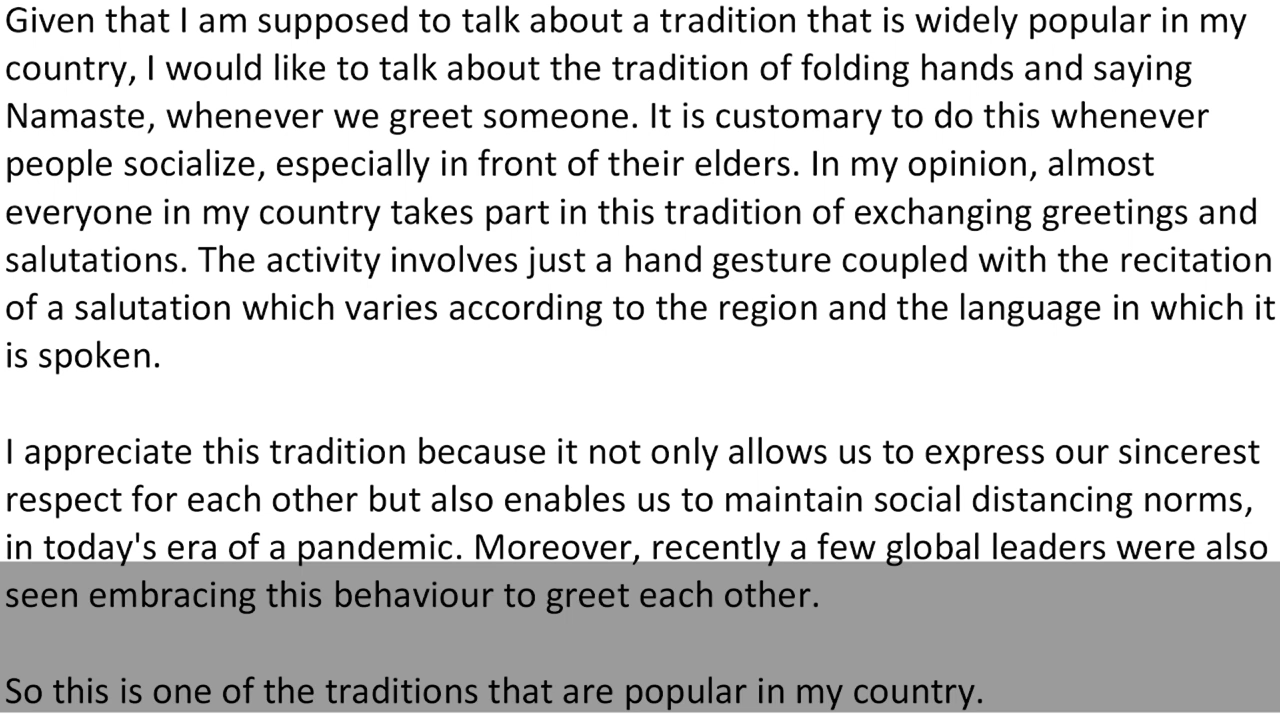 Given that I am supposed to talk about a tradition that is widely popular in my
country, I would like to talk about the tradition of folding hands and saying
Namaste, whenever we greet someone. It is customary to do this whenever
people socialize, especially in front of their elders. In my opinion, almost
everyone in my country takes part in this tradition of exchanging greetings and
salutations. The activity involves just a hand gesture coupled with the recitation
of a salutation which varies according to the region and the language in which it
is spoken.
I appreciate this tradition because it not only allows us to express our sincerest
respect for each other but also enables us to maintain social distancing norms,
in today's era of a pandemic. Moreover, recently a few global leaders were also
seen embracing this behaviour to greet each other.
So this is one of the traditions that are popular in my country.